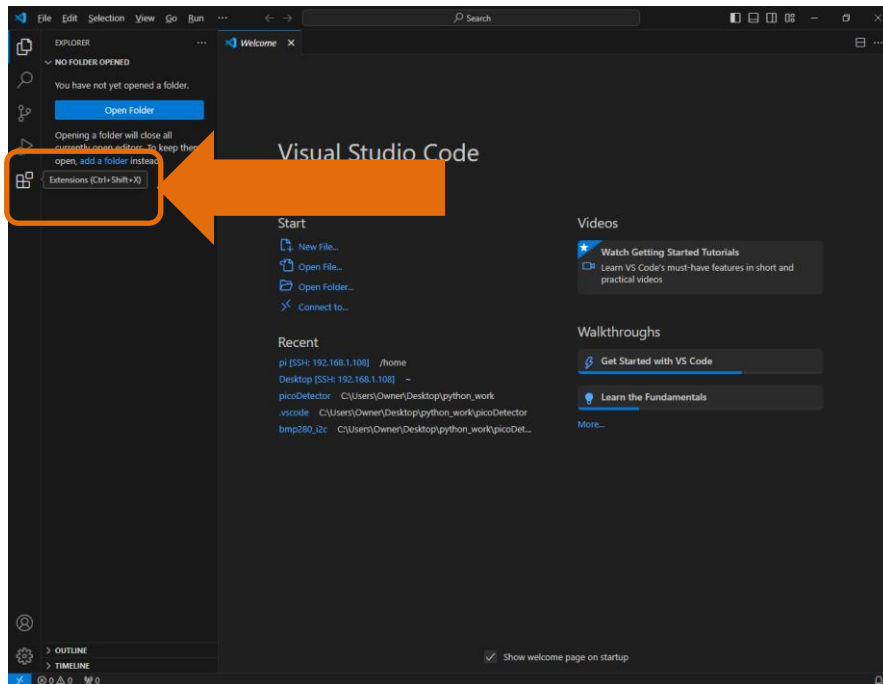 File Edit Selection View Go Run ... Search
EXPLORER ...
Welcome
NO FOLDER OPENED
You have not yet opened a folder.
Open Folder
Opening a folder will close all
currently open editors. To keep them
open, add a folder instead.
Extensions (Ctrl+Shift+X)
Visual Studio Code
Start
New File...
Open File...
Open Folder...
Connect to...
Recent
pi [SSH: 192.168.1.108] /home
Desktop [SSH: 192.168.1.108] ~
picoDetector C:\Users\Owner\Desktop\python_work
.vscode C:\Users\Owner\Desktop\python_work\picoDetector
bmp280_i2c C:\Users\Owner\Desktop\python_work\picoDet...
Videos
Watch Getting Started Tutorials
Learn VS Code's must-have features in short and
practical videos
Walkthroughs
Get Started with VS Code
Learn the Fundamentals
More...
Show welcome page on startup
OUTLINE
TIMELINE
0 0 0